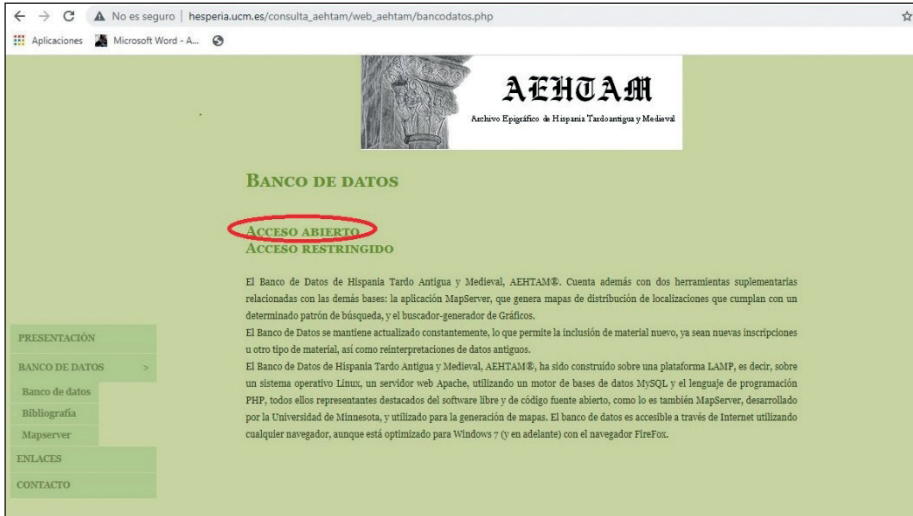 No es seguro | hesperia.ucm.es/consulta_aehtam/web_aehtam/bancodatos.php
Aplicaciones Microsoft Word - A...
AEHTAM
Archivo Epigráfico de Hispania Tardoantigua y Medieval
BANCO DE DATOS
ACCESO ABIERTO
ACCESO RESTRINGIDO
El Banco de Datos de Hispania Tardo Antigua y Medieval, AEHTAM®. Cuenta además con dos herramientas suplementarias
relacionadas con las demás bases: la aplicación MapServer, que genera mapas de distribución de localizaciones que cumplan con un
determinado patrón de búsqueda, y el buscador-generador de Gráficos.
El Banco de Datos se mantiene actualizado constantemente, lo que permite la inclusión de material nuevo, ya sean nuevas inscripciones
u otro tipo de material, así como reinterpretaciones de datos antiguos.
El Banco de Datos de Hispania Tardo Antigua y Medieval, AEHTAM®, ha sido construído sobre una plataforma LAMP, es decir, sobre
un sistema operativo Linux, un servidor web Apache, utilizando un motor de bases de datos MySQL y el lenguaje de programación
PHP, todos ellos representantes destacados del software libre y de código fuente abierto, como lo es también MapServer, desarrollado
por la Universidad de Minnesota, y utilizado para la generación de mapas. El banco de datos es accesible a través de Internet utilizando
cualquier navegador, aunque está optimizado para Windows 7 (y en adelante) con el navegador FireFox.
PRESENTACIÓN
BANCO DE DATOS >
Banco de datos
Bibliografía
Mapserver
ENLACES
CONTACTO